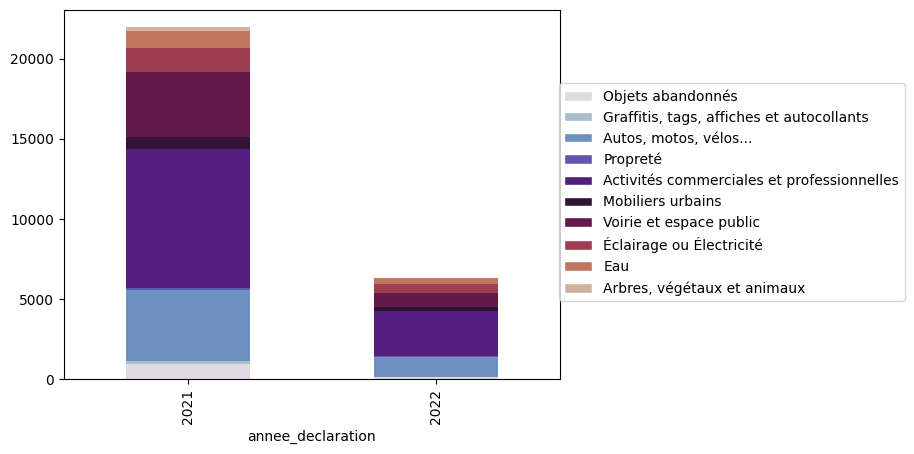 20000
15000
10000
5000
0
2021
2022
annee_declaration
Objets abandonnés
Graffitis, tags, affiches et autocollants
Autos, motos, vélos...
Propreté
Activités commerciales et professionnelles
Mobiliers urbains
Voirie et espace public
Éclairage ou Électricité
Eau
Arbres, végétaux et animaux